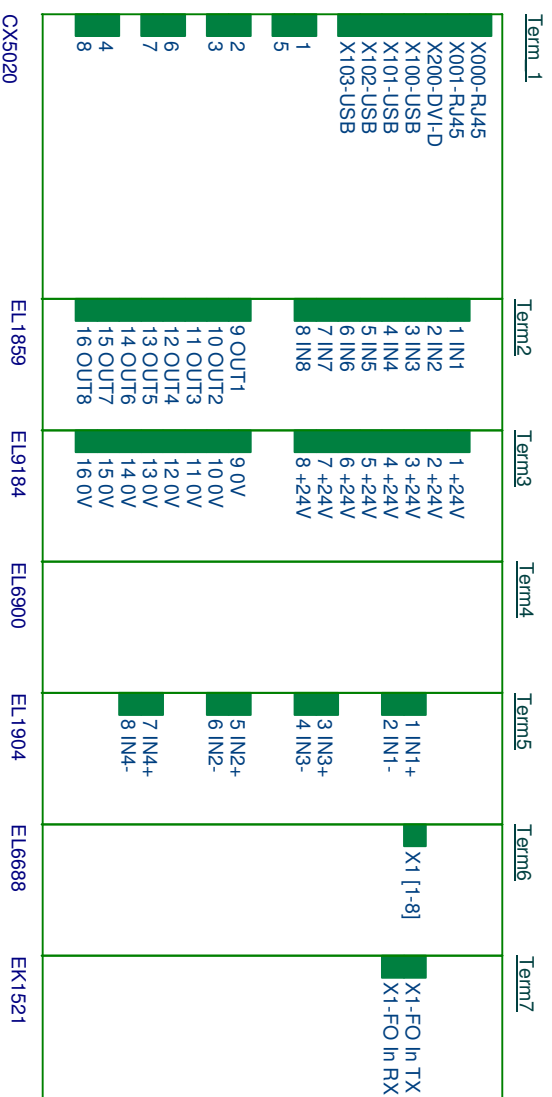 Term 1
X000-RJ45
X001-RJ45
X200-DVI-D
X100-USB
X101-USB
X102-USB
X103-USB
1
5
2
3
6
7
4
8
CX5020
Term2
1 IN1
2 IN2
3 IN3
4 IN4
5 IN5
6 IN6
7 IN7
8 IN8
9 OUT1
10 OUT2
11 OUT3
12 OUT4
13 OUT5
14 OUT6
15 OUT7
16 OUT8
EL1859
Term3
1 +24V
2 +24V
3 +24V
4 +24V
5 +24V
6 +24V
7 +24V
8 +24V
9 0V
10 0V
11 0V
12 0V
13 0V
14 0V
15 0V
16 0V
EL9184
Term4
EL6900
Term5
1 IN1+
2 IN1-
3 IN3+
4 IN3-
5 IN2+
6 IN2-
7 IN4+
8 IN4-
EL1904
Term6
X1 [1-8]
EL6688
Term7
X1-FO In TX
X1-FO In RX
EK1521